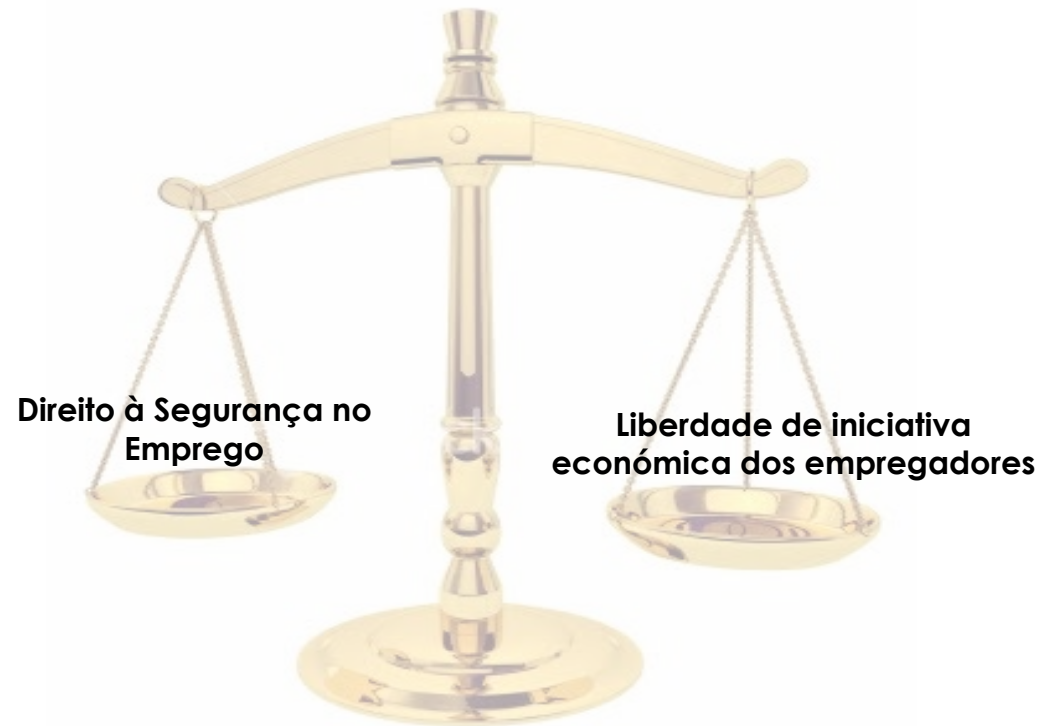 Direito à Segurança no
Emprego
Liberdade de iniciativa
económica dos empregadores